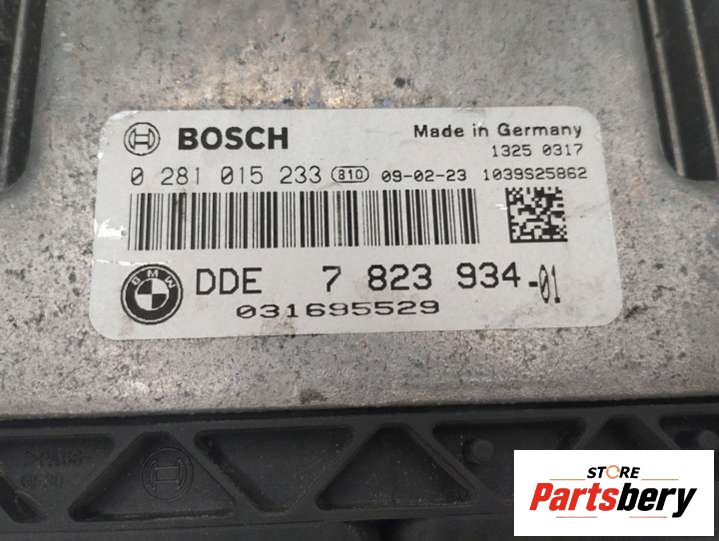 BOSCH
Made in Germany
1325 0317
0 281 015 233 810 09-02-23 1039S25862
BMW
DDE 7 823 934-01
031695529
STORE
Partsbery